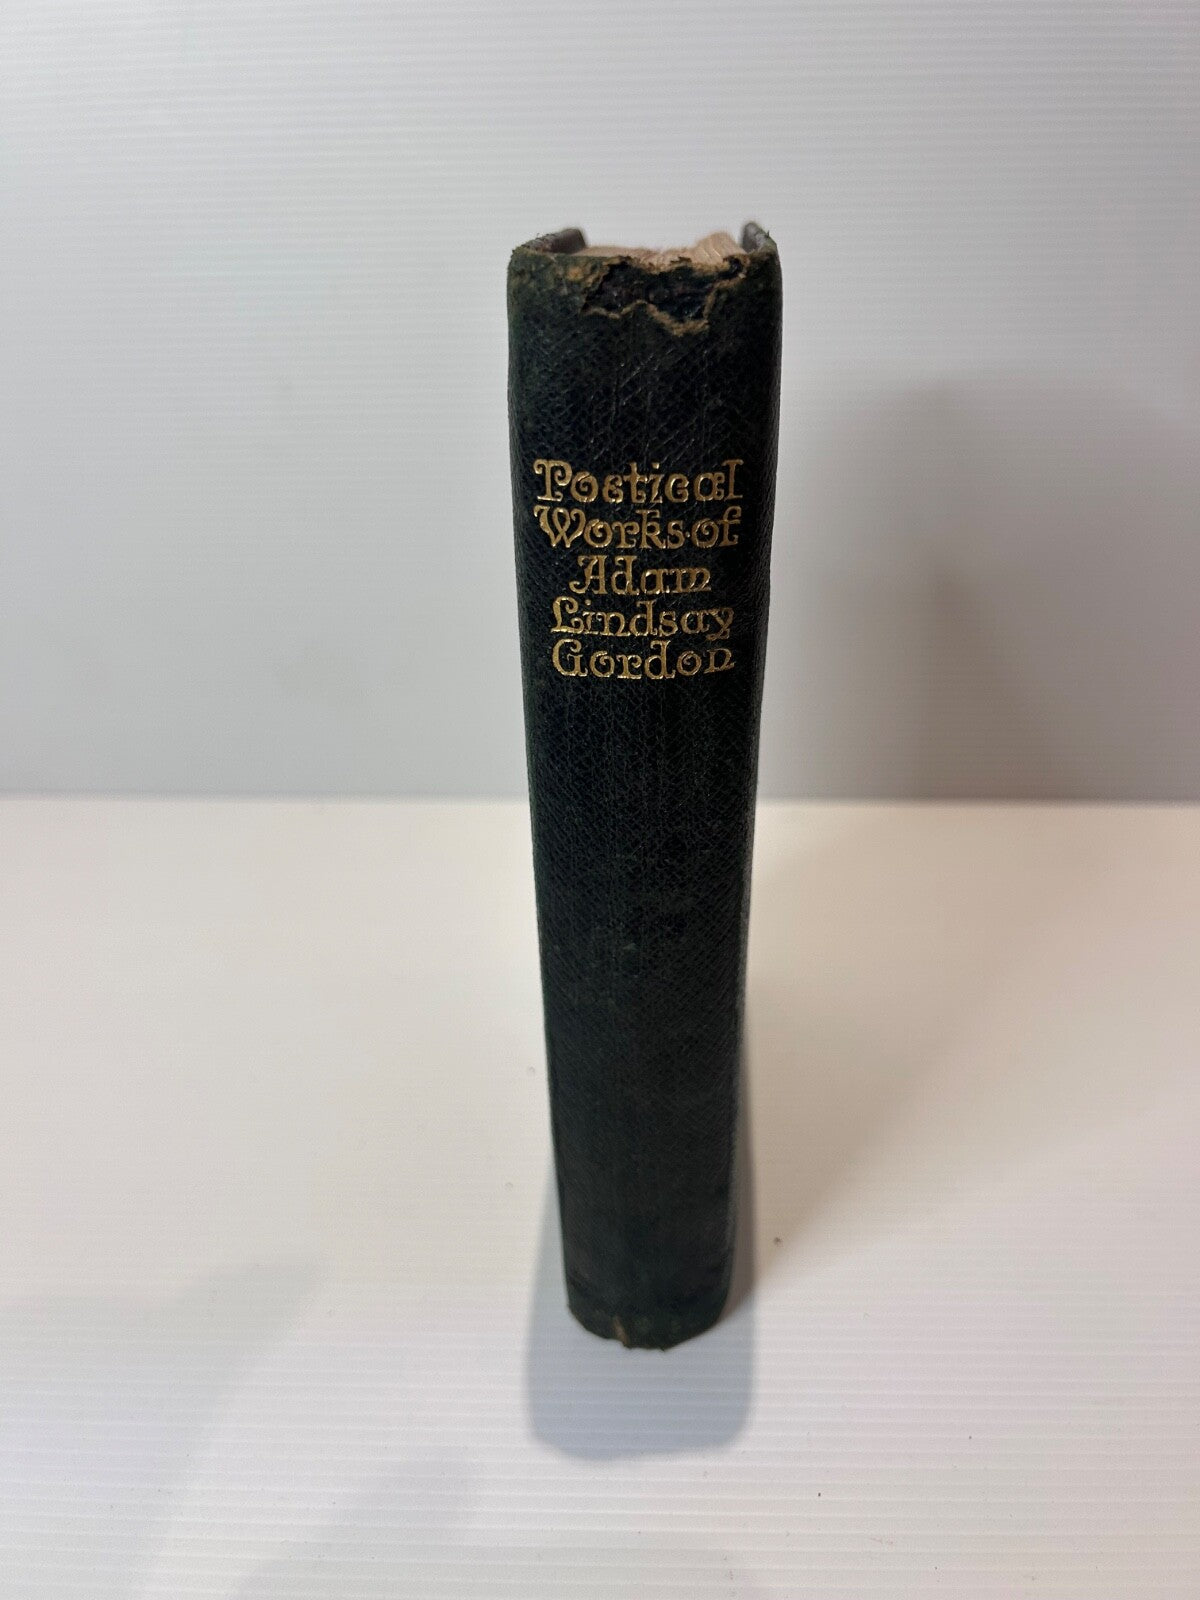 Poetical
Works·of
Adam
Lindsay
Gordon